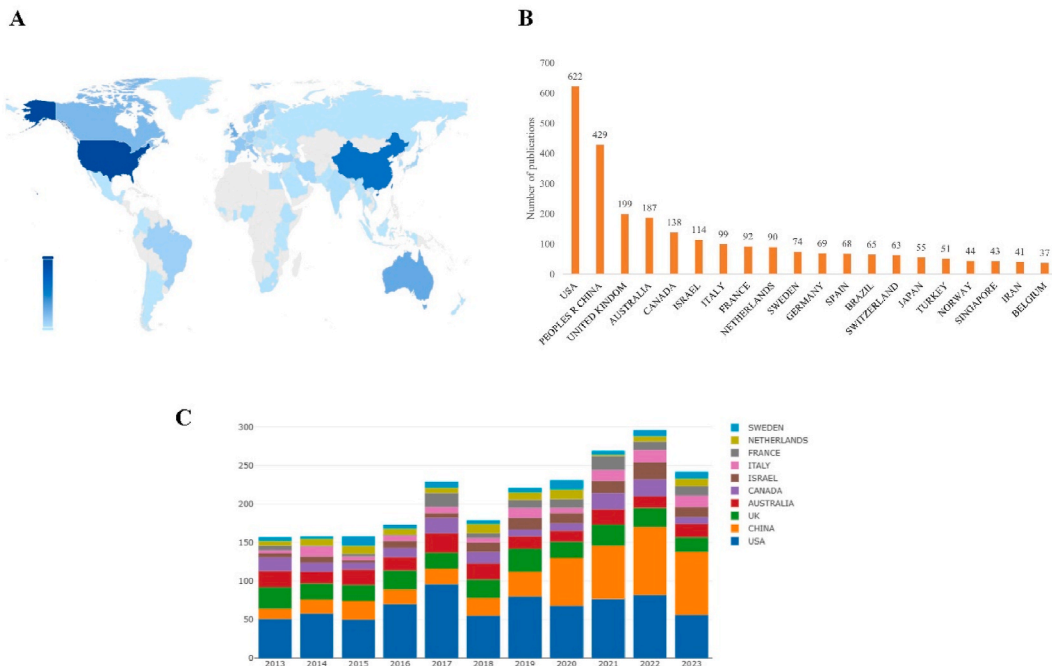 A
B
Number of publications
700
600
500
400
300
200
100
0
622
429
199
187
138
114
99
92
90
74
69
68
65
63
55
51
44
43
41
37
USA
PEOPLES R CHINA
UNITED KINGDOM
AUSTRALIA
CANADA
ISRAEL
ITALY
FRANCE
NETHERLANDS
SWEDEN
GERMANY
SPAIN
BRAZIL
SWITZERLAND
JAPAN
TURKEY
NORWAY
SINGAPORE
IRAN
BELGIUM
C
300
250
200
150
100
50
0
2013
2014
2015
2016
2017
2018
2019
2020
2021
2022
2023
SWEDEN
NETHERLANDS
FRANCE
ITALY
ISRAEL
CANADA
AUSTRALIA
UK
CHINA
USA